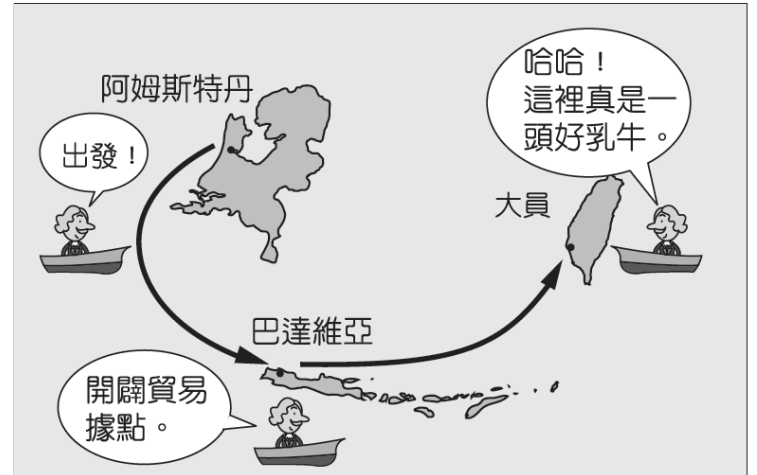 阿姆斯特丹
出發！
哈哈！
這裡真是一
頭好乳牛。
大員
巴達維亞
開闢貿易
據點。